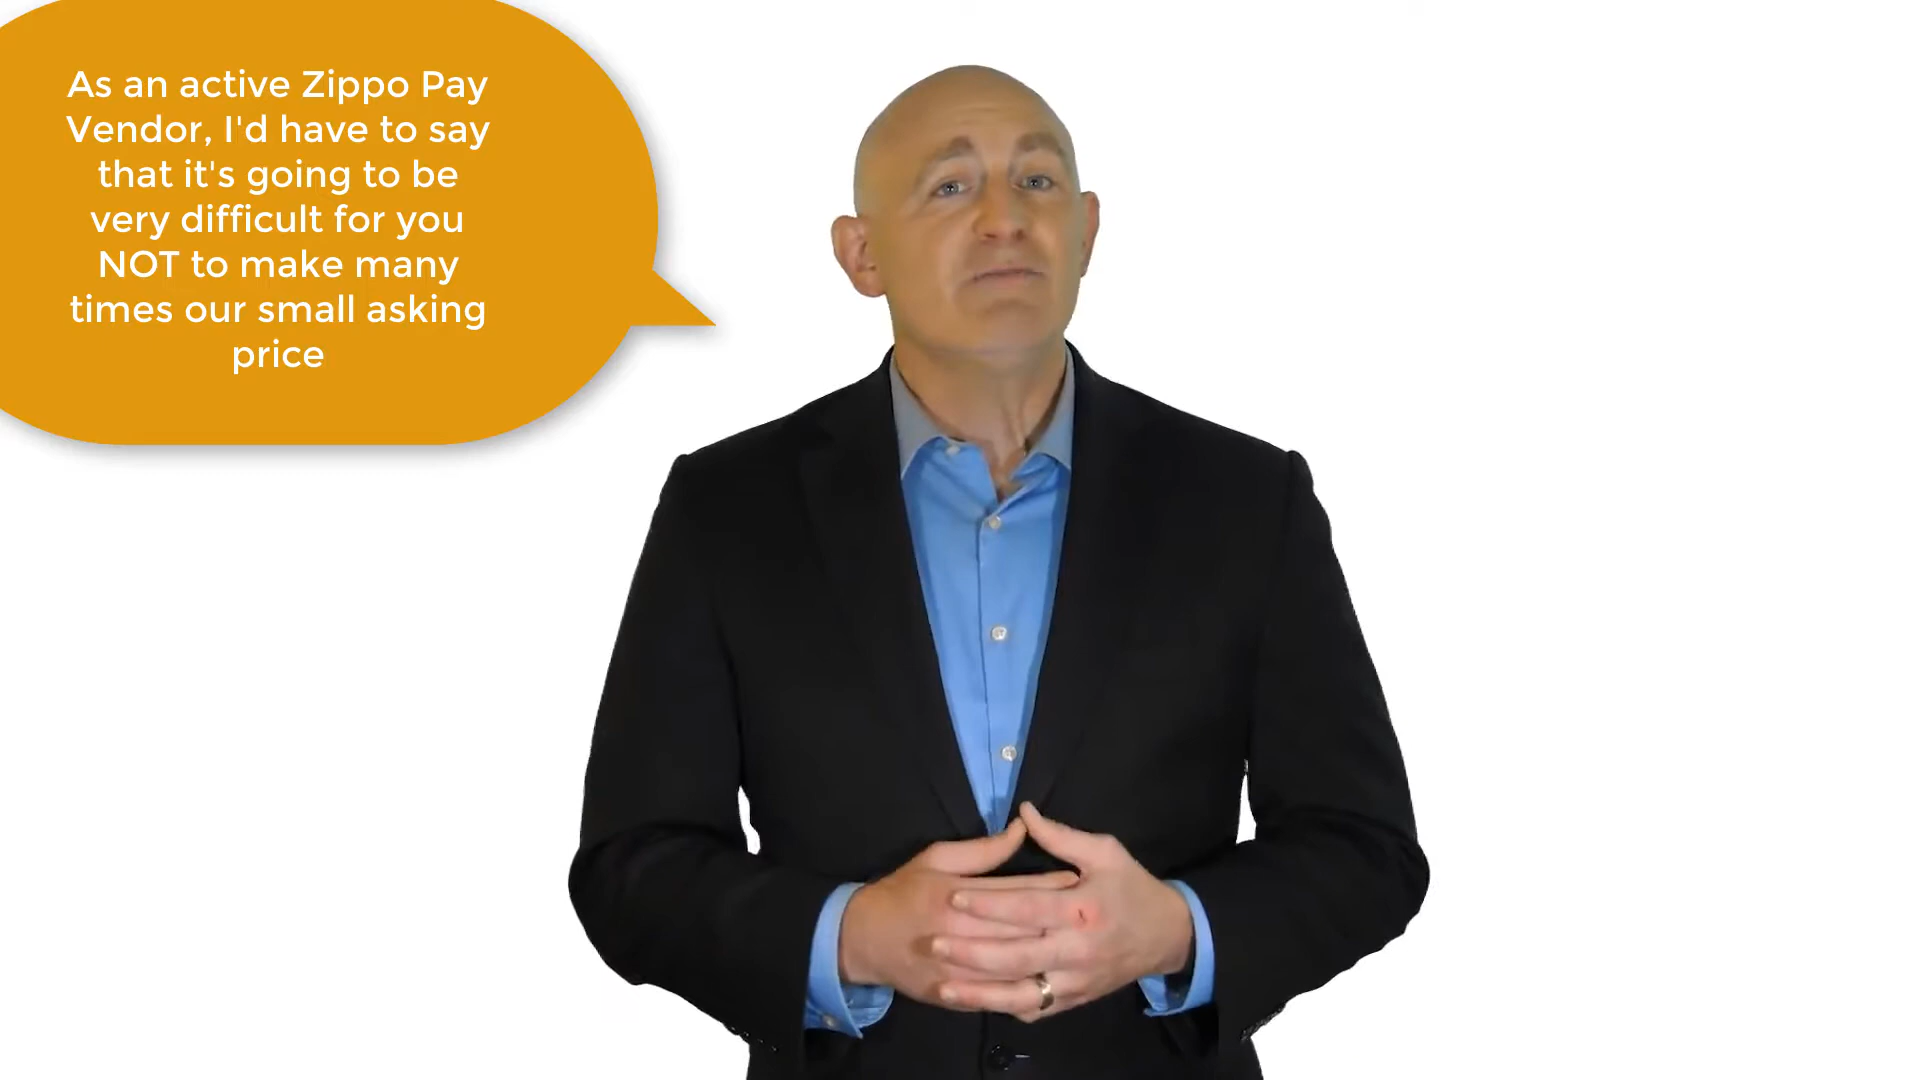 As an active Zippo Pay
Vendor, I'd have to say
that it's going to be
very difficult for you
NOT to make many
times our small asking
price